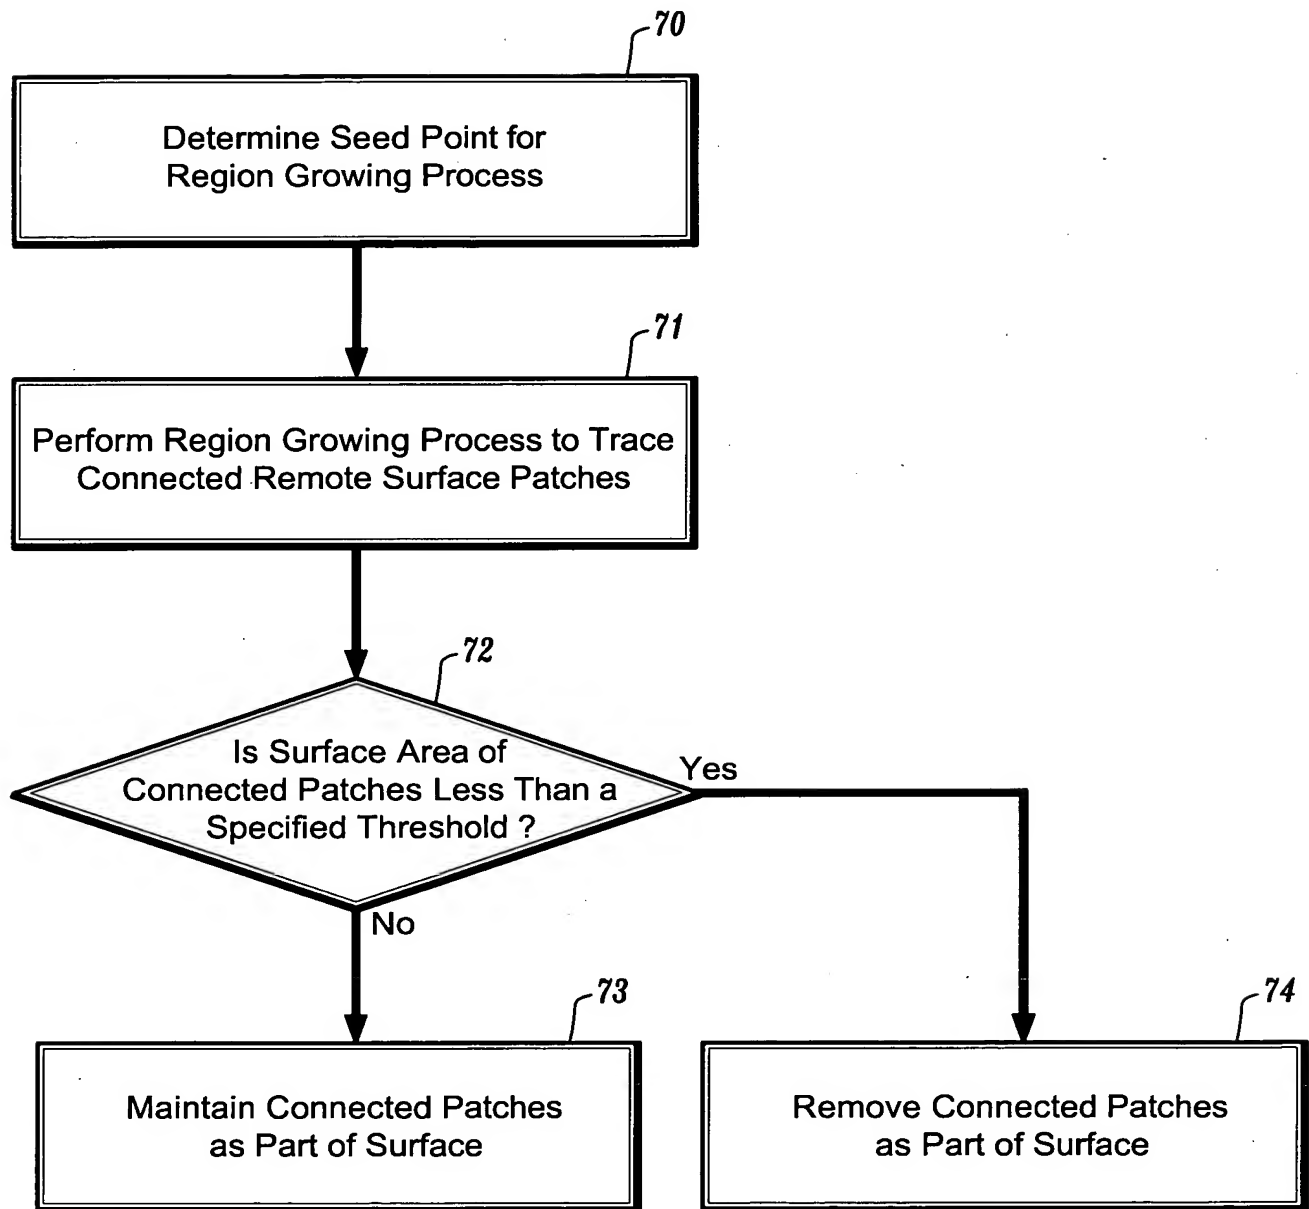 70
Determine Seed Point for
Region Growing Process
71
Perform Region Growing Process to Trace
Connected Remote Surface Patches
72
Is Surface Area of
Connected Patches Less Than a
Specified Threshold ?
Yes
No
73
Maintain Connected Patches
as Part of Surface
74
Remove Connected Patches
as Part of Surface